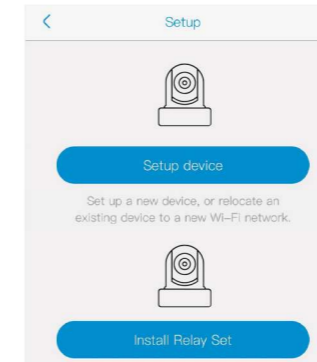 Setup
Setup device
Set up a new device, or relocate an
existing device to a new Wi-Fi network.
Install Relay Set